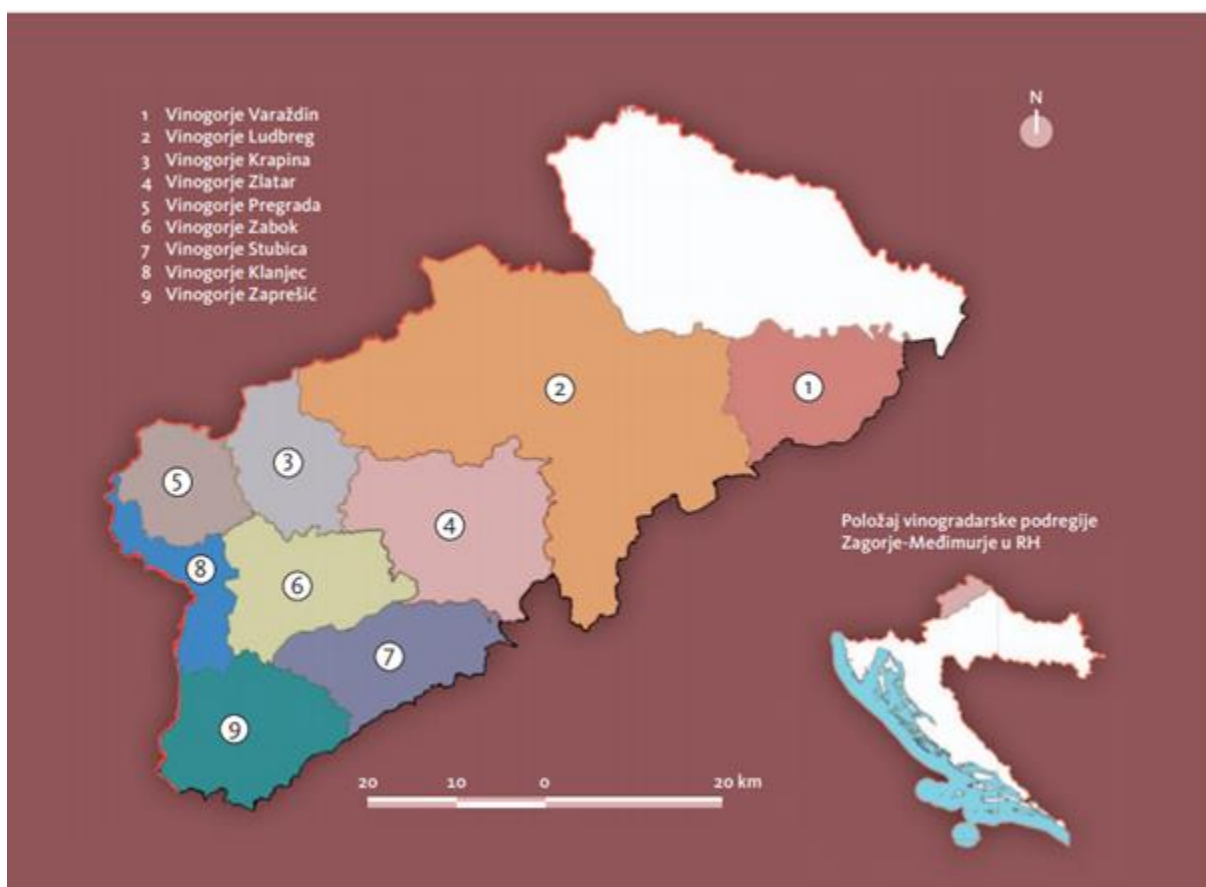 1 Vinogorje Varaždin
2 Vinogorje Ludbreg
3 Vinogorje Krapina
4 Vinogorje Zlatar
5 Vinogorje Pregrada
6 Vinogorje Zabok
7 Vinogorje Stubica
8 Vinogorje Klanjec
9 Vinogorje Zaprešić
N
2
1
3
5
4
8
6
7
9
Položaj vinogradarske podregije
Zagorje-Međimurje u RH
20 10 0 20 km